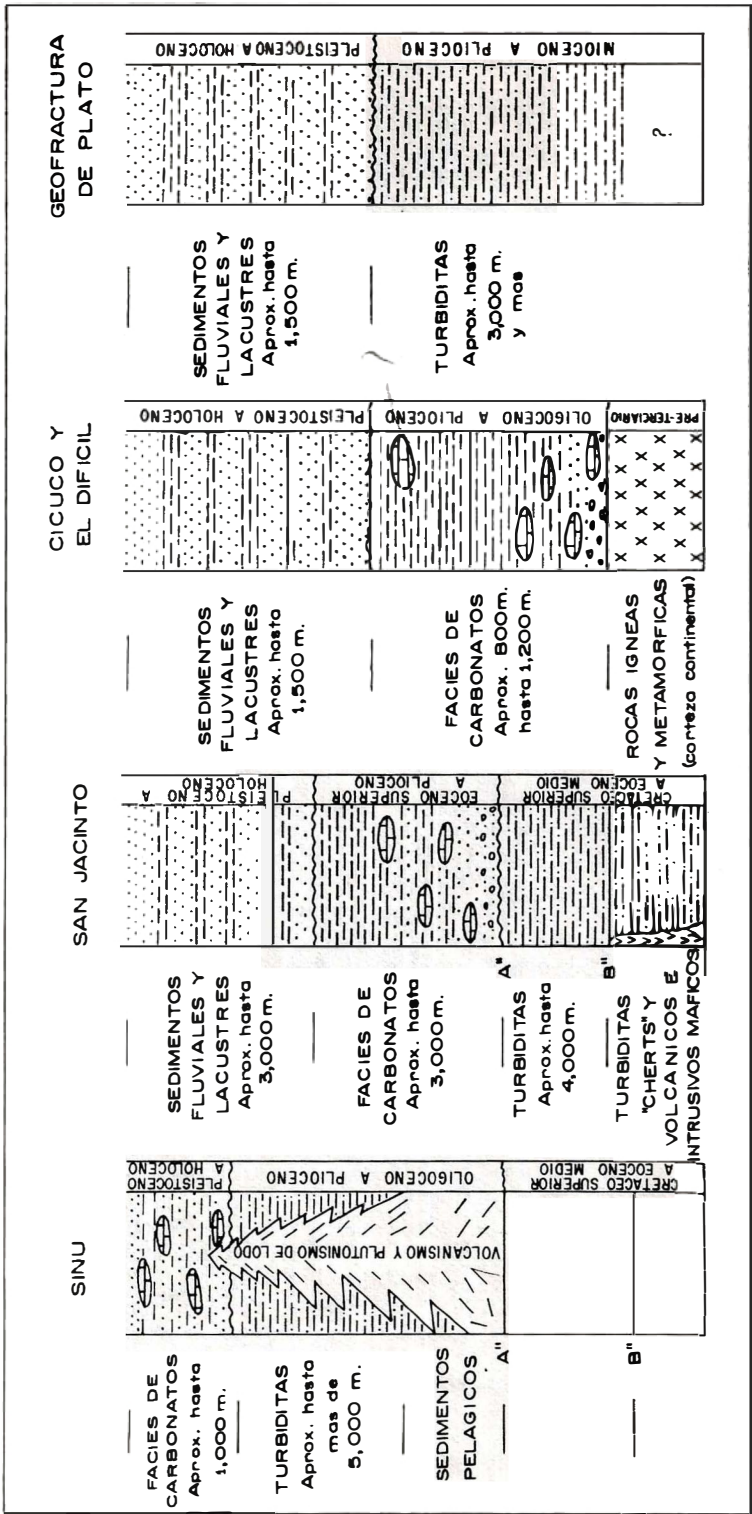 SINU
FACIES DE
CARBONATOS
Aprox. hasta
1,000 m.
TURBIDITAS
Aprox. hasta
mas de
5,000 m.
SEDIMENTOS
PELAGICOS
A"
B"
VOLCANISMO Y PLUTONISMO DE LODO
PLEISTOCENO
A HOLOCENO
OLIGOCENO A PLIOCENO
CRETACEO SUPERIOR
A EOCENO MEDIO
SAN JACINTO
SEDIMENTOS
FLUVIALES Y
LACUSTRES
Aprox. hasta
3,000 m.
FACIES DE
CARBONATOS
Aprox. hasta
3,000 m.
TURBIDITAS
Aprox. hasta
4,000 m.
TURBIDITAS
"CHERTS" Y
VOLCANICOS E
INTRUSIVOS MAFICOS
A"
B"
PLEISTOCENO A
HOLOCENO
EOCENO SUPERIOR
A PLIOCENO
CRETACEO SUPERIOR
A EOCENO MEDIO
CICUCO Y
EL DIFICIL
SEDIMENTOS
FLUVIALES Y
LACUSTRES
Aprox. hasta
1,500 m.
FACIES DE
CARBONATOS
Aprox. 800 m.
hasta 1,200 m.
ROCAS IGNEAS
Y METAMORFICAS
(corteza continental)
PLEISTOCENO A HOLOCENO
OLIGOCENO A PLIOCENO
PRE-TERCIARIO
GEOFRACTURA
DE PLATO
SEDIMENTOS
FLUVIALES Y
LACUSTRES
Aprox. hasta
1,500 m.
TURBIDITAS
Aprox. hasta
3,000 m.
y mas
?
PLEISTOCENO A HOLOCENO
MIOCENO A PLIOCENO